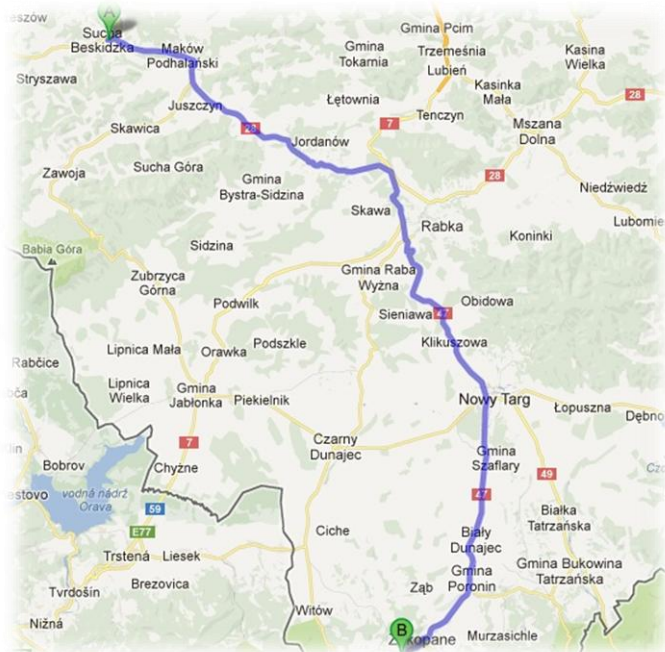 A
Sucha
Beskidzka
Maków
Podhalański
Stryszawa
Juszczyn
28
Skawica
Jordanów
Zawoja
Sucha Góra
Gmina
Bystra-Sidzina
Gmina Pcim
Gmina
Tokarnia
Trzemeśnia
Lubień
Kasina
Wielka
Kasinka
Mała
28
Łętownia
Tenczyn
7
Mszana
Dolna
28
Niedźwiedź
Skawa
Rabka
Lubomie
Koninki
Babia Góra
Sidzina
Zubrzyca
Górna
Gmina Raba
Wyżna
Podwilk
Obidowa
Sieniawa
47
Klikuszowa
Lipnica Mała
Orawka
Podszkle
Rabčice
Lipnica
Wielka
Gmina
Jabłonka
Piekielnik
Nowy Targ
Łopuszna
Dębno
Czarny
Dunajec
7
Gmina
Szaflary
Bobrov
Chyżne
49
vodná nádrž
Orava
59
47
Białka
Tatrzańska
E77
Ciche
Biały
Dunajec
Trstená
Liesek
Gmina
Poronin
Gmina Bukowina
Tatrzańska
Brezovica
Ząb
Tvrdošín
Witów
Nižná
B
Zakopane
Murzasichle